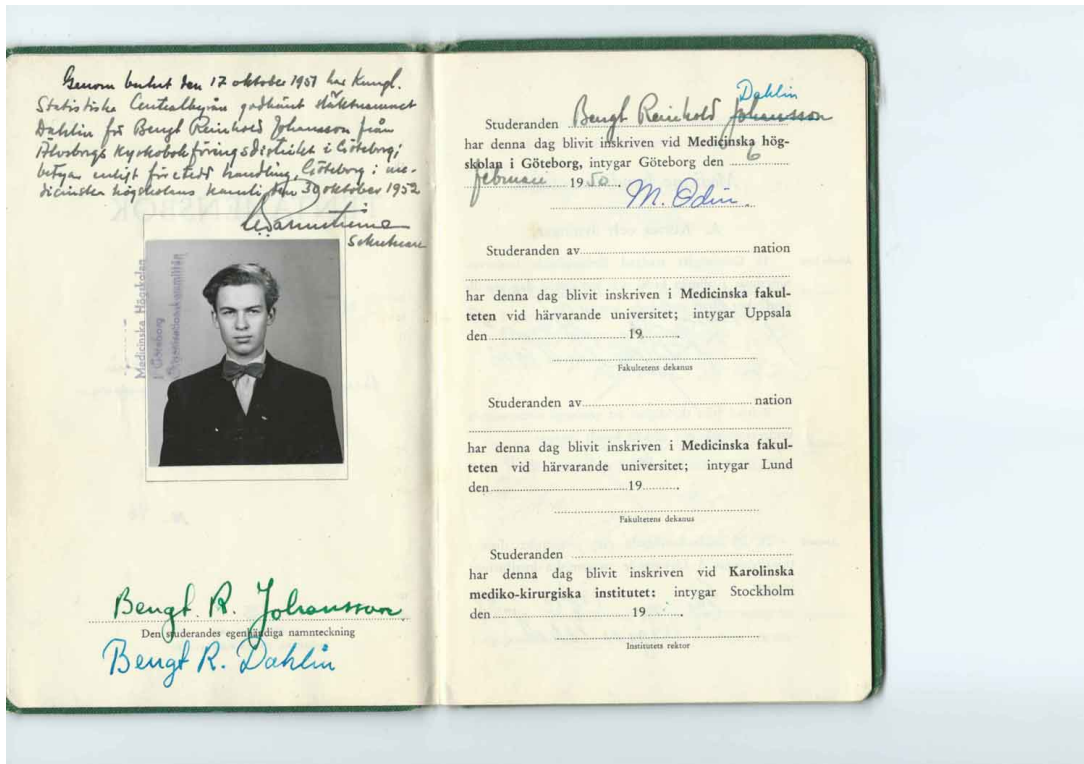 Genom beslut den 17 oktober 1951 har Kungl.
Statistiska Centralbyrån godkänt släktnamnet
Dahlin för Bengt Reinhold Johansson från
Älvsborgs kyrkobokföringsdistrikt i Göteborg;
betygar enligt företedd handling, Göteborg i me-
dicinska högskolans kansli, den 30 oktober 1952
Sekreterare
Medicinska Högskolan
i Göteborg
Organisationskommittén
Bengt. R. Johansson
Den studerandes egenhändiga namnteckning
Bengt R. Dahlin
Dahlin
Studeranden Bengt Reinhold Johansson
har denna dag blivit inskriven vid Medicinska hög-
skolan i Göteborg, intygar Göteborg den 6
februari 1950.
M. Odin.
Studeranden av nation
har denna dag blivit inskriven i Medicinska fakul-
teten vid härvarande universitet; intygar Uppsala
den 19 .
Fakultetens dekanus
Studeranden av nation
har denna dag blivit inskriven i Medicinska fakul-
teten vid härvarande universitet; intygar Lund
den 19 .
Fakultetens dekanus
Studeranden
har denna dag blivit inskriven vid Karolinska
mediko-kirurgiska institutet: intygar Stockholm
den 19 .
Institutets rektor